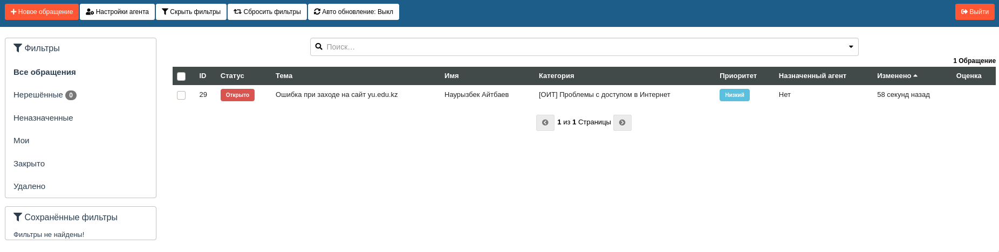 Новое обращение Настройки агента Скрыть фильтры Сбросить фильтры Авто обновление: Выкл Выйти
Фильтры
Все обращения
Нерешённые 0
Неназначенные
Мои
Закрыто
Удалено
Сохранённые фильтры
Фильтры не найдены!
Поиск…
1 Обращение
ID Статус Тема Имя Категория Приоритет Назначенный агент Изменено Оценка
29 Открыто Ошибка при заходе на сайт yu.edu.kz Наурызбек Айтбаев [ОИТ] Проблемы с доступом в Интернет Низкий Нет 58 секунд назад
1 из 1 Страницы